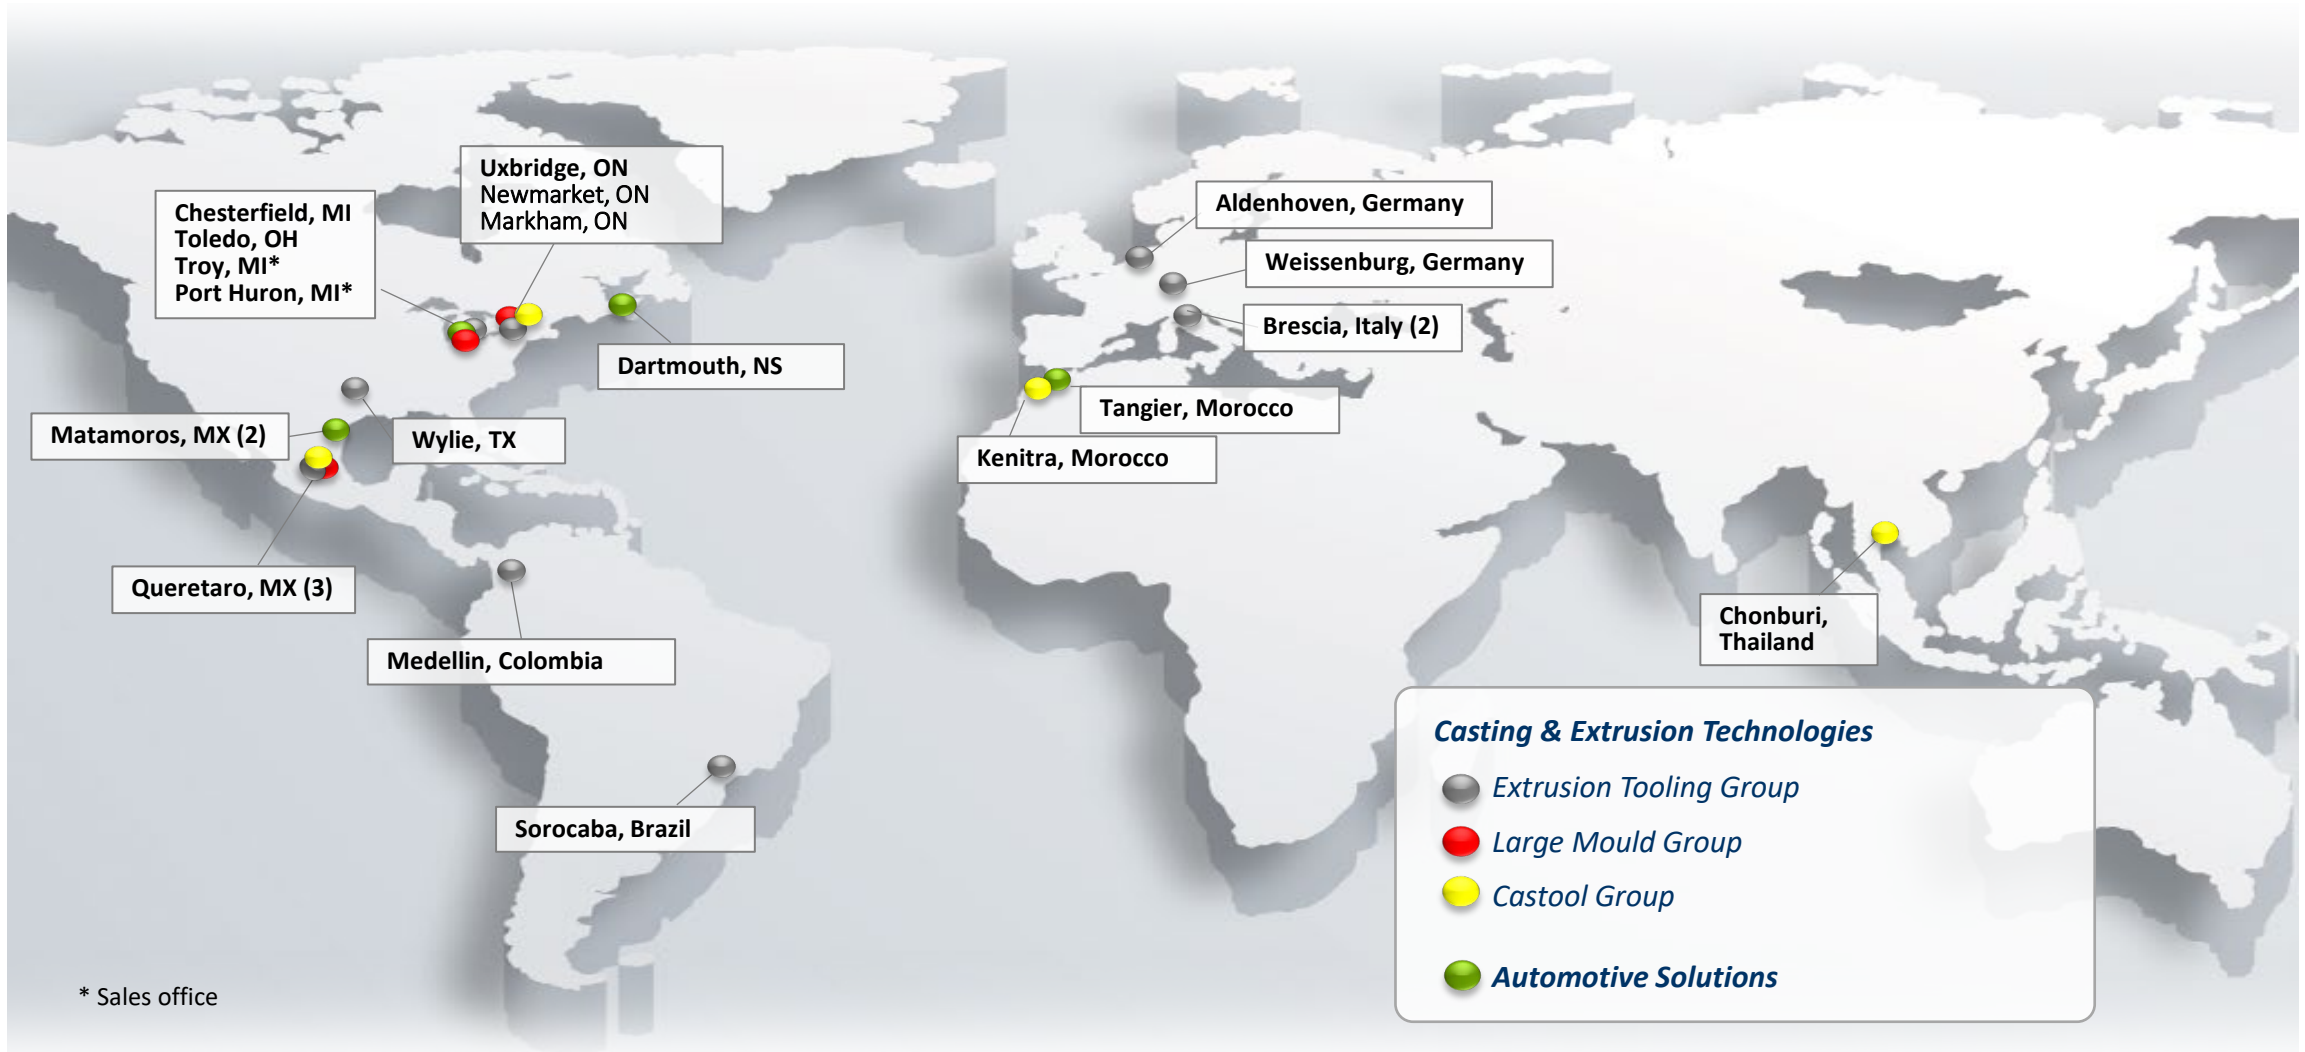 Uxbridge, ON
Newmarket, ON
Markham, ON
Chesterfield, MI
Toledo, OH
Troy, MI*
Port Huron, MI*
Aldenhoven, Germany
Weissenburg, Germany
Brescia, Italy (2)
Dartmouth, NS
Tangier, Morocco
Matamoros, MX (2)
Wylie, TX
Kenitra, Morocco
Queretaro, MX (3)
Chonburi,
Thailand
Medellin, Colombia
Sorocaba, Brazil
Casting & Extrusion Technologies
Extrusion Tooling Group
Large Mould Group
Castool Group
Automotive Solutions
* Sales office